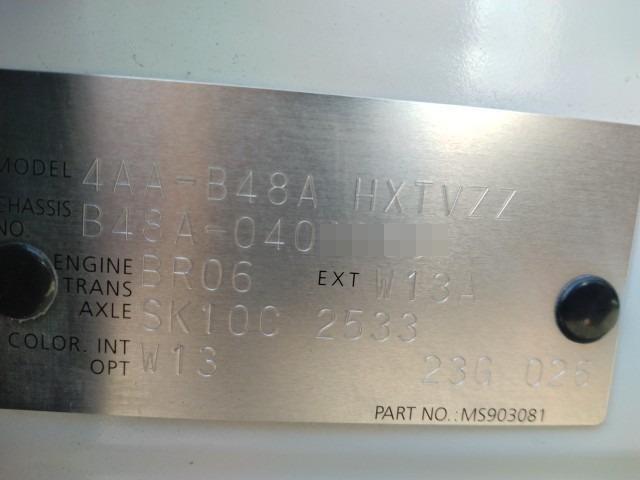 MODEL 4AA-B48A HXTVZZ
CHASSIS NO. B48A-040
ENGINE BR06 EXT W13A
TRANS AXLE SK10C 2533
COLOR. INT OPT W13 23G 026
PART NO.: MS903081